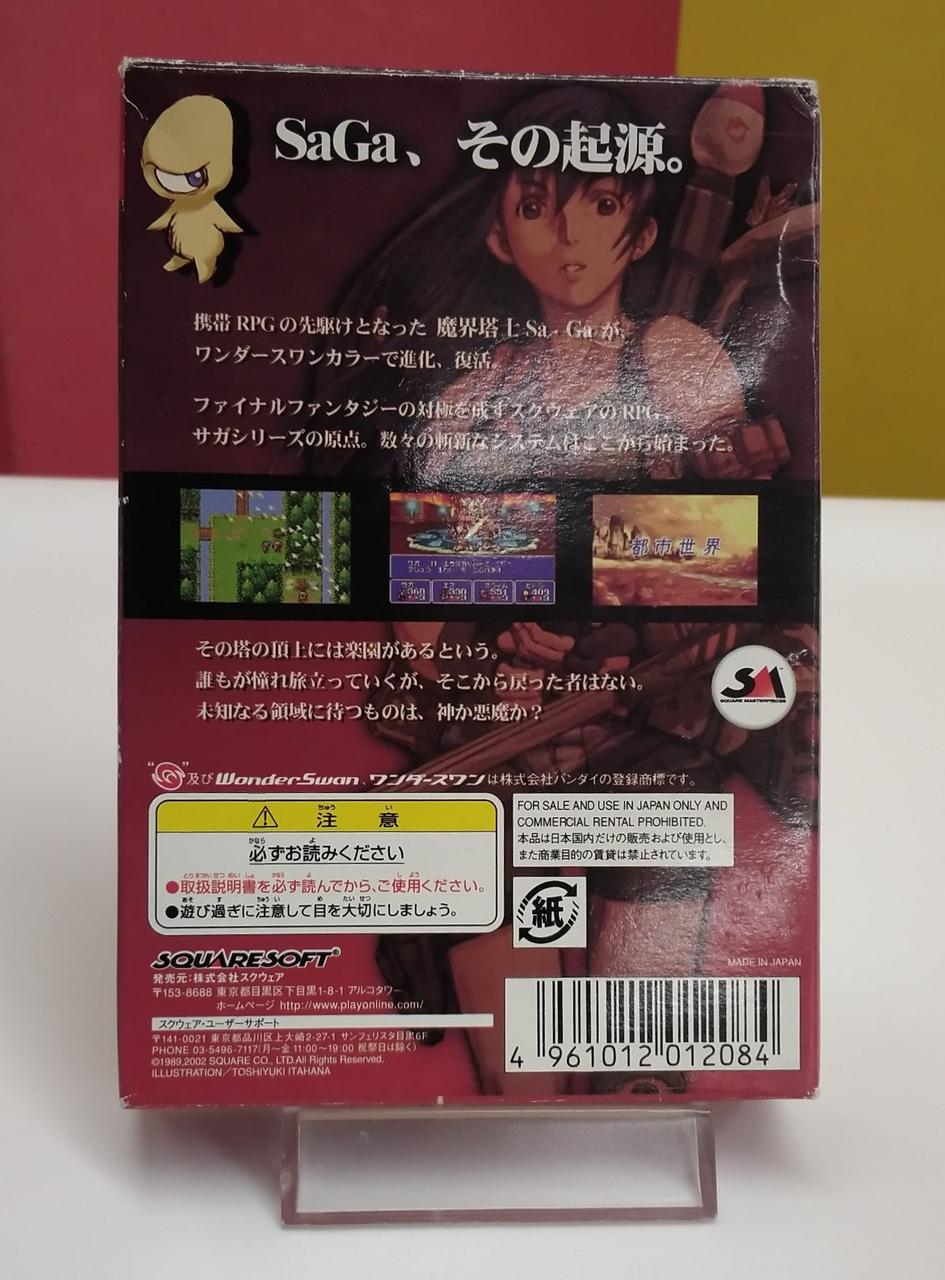 SaGa、その起源。
携帯RPGの先駆けとなった 魔界塔士 Sa・Ga が、
ワンダースワンカラーで進化、復活。
ファイナルファンタジーの対極を成すスクウェアのRPG、
サガシリーズの原点。数々の斬新なシステムはここから始まった。
都市世界
その塔の頂上には楽園があるという。
誰もが憧れ旅立っていくが、そこから戻った者はない。
未知なる領域に待つものは、神か悪魔か?
SM
SQUARE MASTERPIECES
“ ”及び WonderSwan、ワンダースワンは株式会社バンダイの登録商標です。
注意
必ずお読みください
●取扱説明書を必ず読んでから、ご使用ください。
●遊び過ぎに注意して目を大切にしましょう。
FOR SALE AND USE IN JAPAN ONLY AND
COMMERCIAL RENTAL PROHIBITED.
本品は日本国内だけの販売および使用とし、
また商業目的の賃貸は禁止されています。
紙
SQUARESOFT®
発売元:株式会社スクウェア
〒153-8688 東京都目黒区下目黒1-8-1 アルコタワー
ホームページ http://www.playonline.com/
MADE IN JAPAN
スクウェア・ユーザーサポート
〒141-0021 東京都品川区上大崎2-27-1 サンフェリスタ目黒6F
PHONE 03-5496-7117(月〜金 11:00〜19:00 祝祭日は除く)
©1989,2002 SQUARE CO., LTD.All Rights Reserved.
ILLUSTRATION/TOSHIYUKI ITAHANA
4 961012 012084